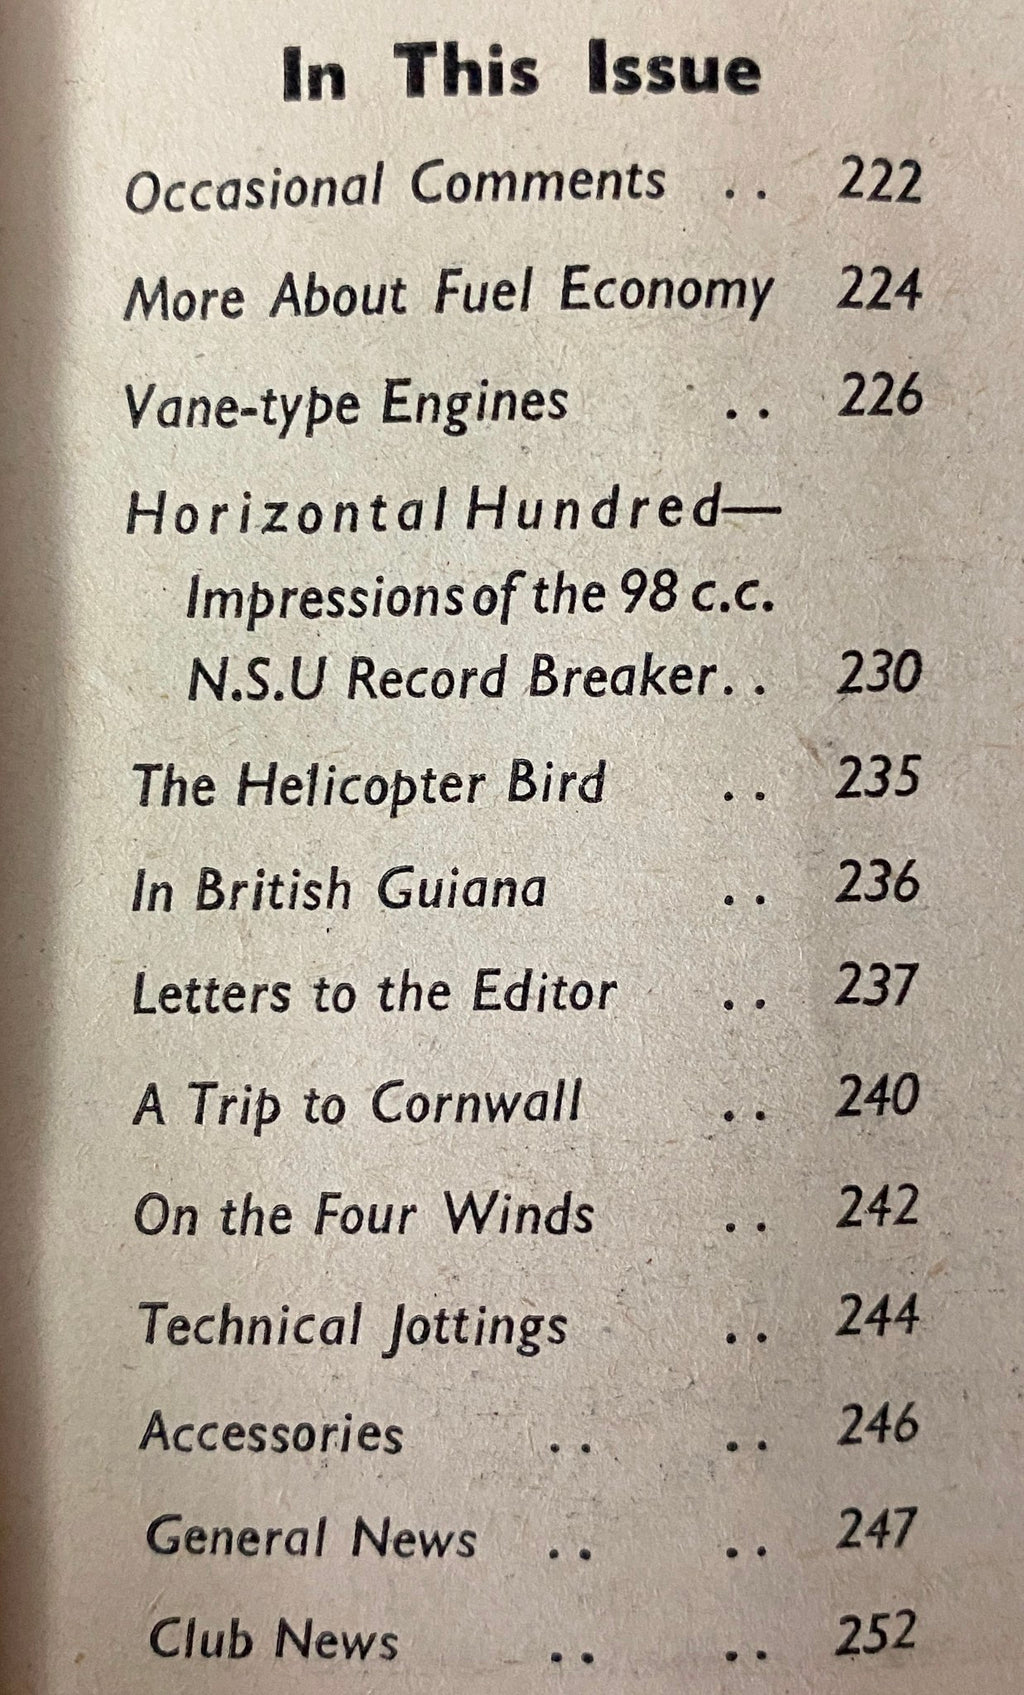 In This Issue
Occasional Comments .. 222
More About Fuel Economy 224
Vane-type Engines .. 226
Horizontal Hundred—
Impressions of the 98 c.c.
N.S.U Record Breaker.. 230
The Helicopter Bird .. 235
In British Guiana .. 236
Letters to the Editor .. 237
A Trip to Cornwall .. 240
On the Four Winds .. 242
Technical Jottings .. 244
Accessories .. .. 246
General News .. .. 247
Club News .. .. 252